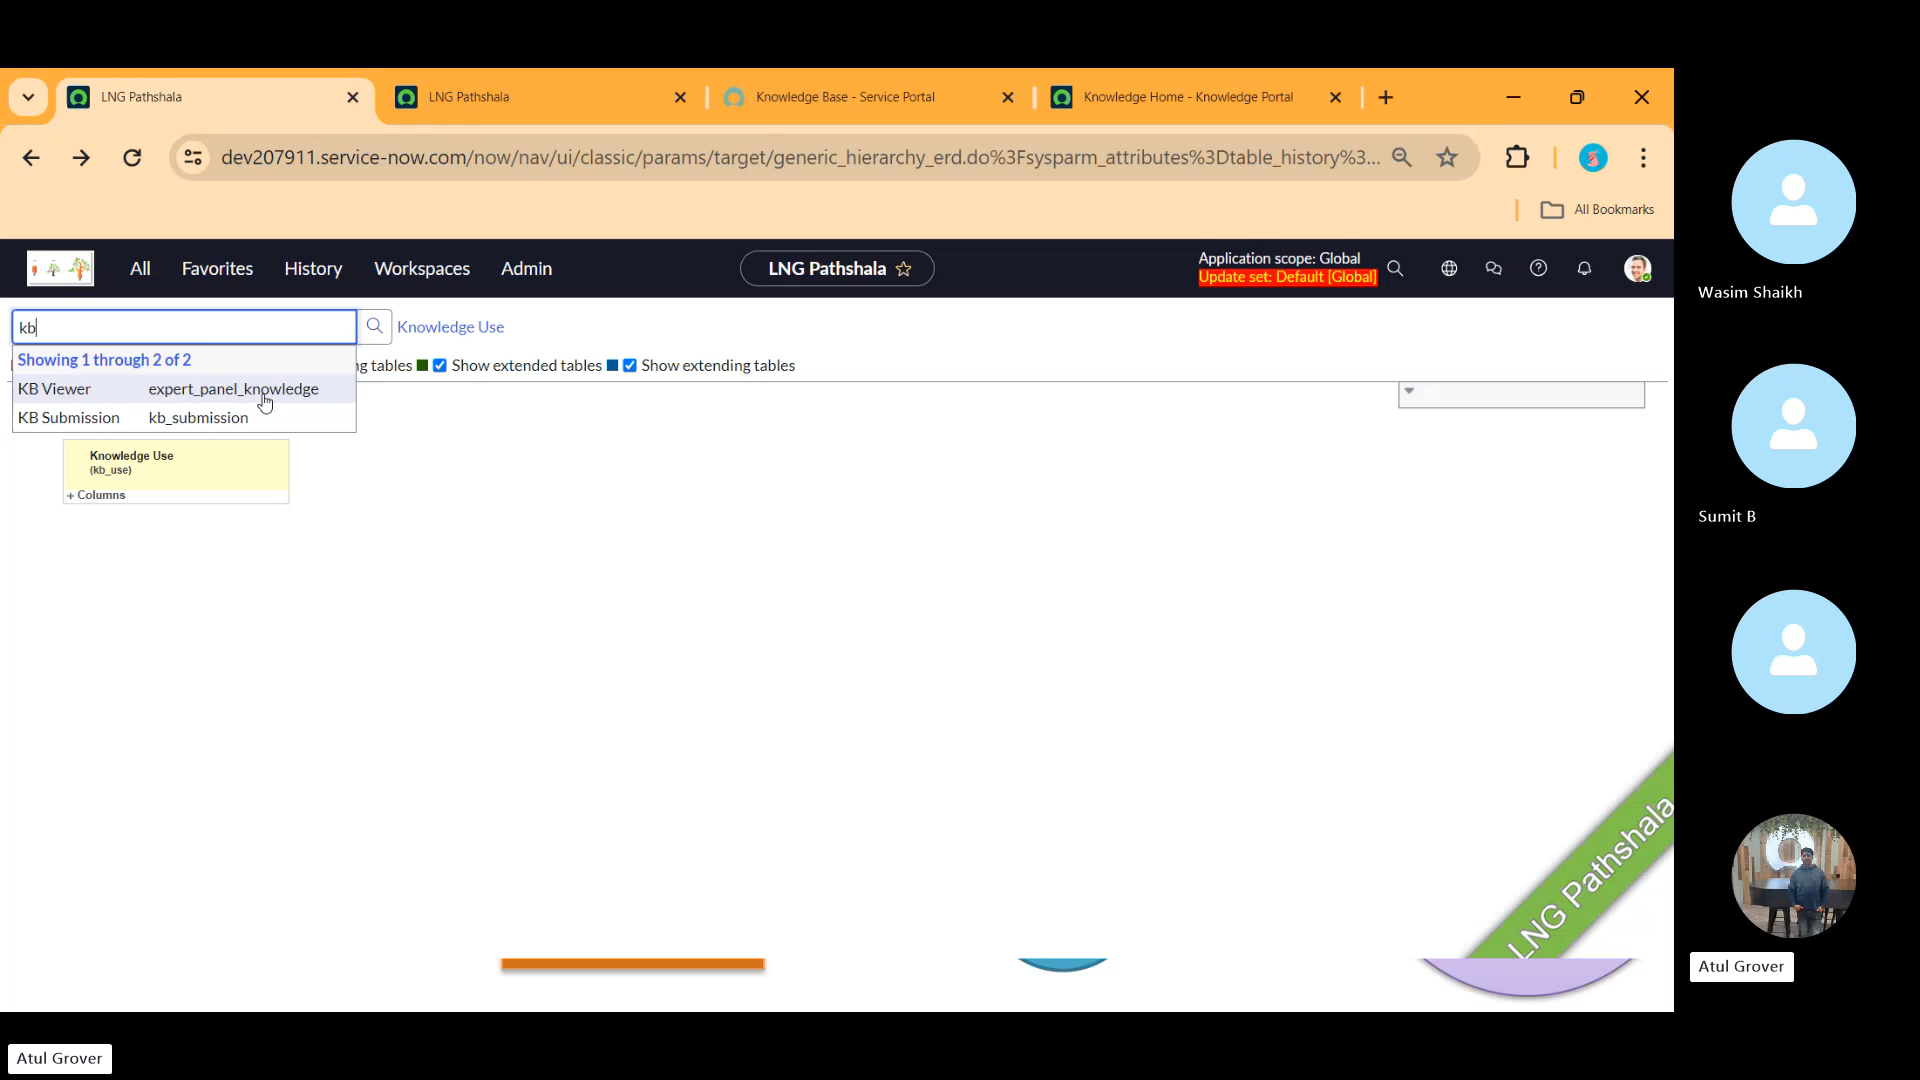 LNG Pathshala
LNG Pathshala
Knowledge Base - Service Portal
Knowledge Home - Knowledge Portal
dev207911.service-now.com/now/nav/ui/classic/params/target/generic_hierarchy_erd.do%3Fsysparm_attributes%3Dtable_history%3...
All Bookmarks
All
Favorites
History
Workspaces
Admin
LNG Pathshala
Application scope: Global
Update set: Default [Global]
kb
Knowledge Use
Showing 1 through 2 of 2
ng tables
Show extended tables
Show extending tables
KB Viewer expert_panel_knowledge
KB Submission kb_submission
Knowledge Use
(kb_use)
+ Columns
LNG Pathshala
Wasim Shaikh
Sumit B
Atul Grover
Atul Grover